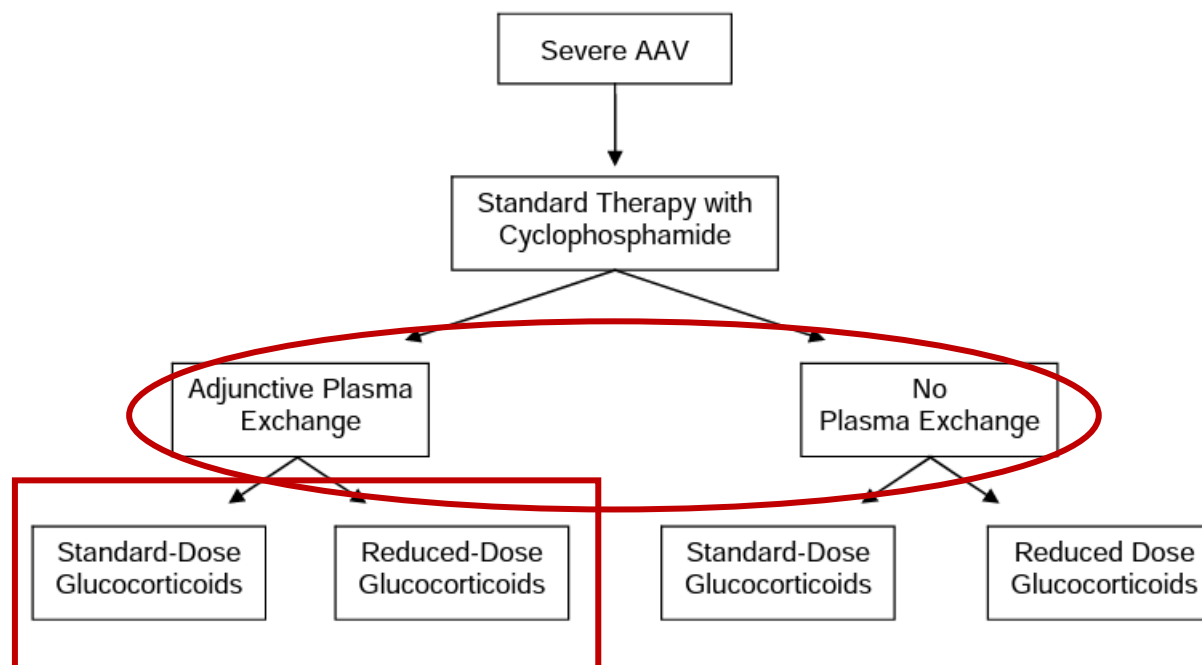 Severe AAV
Standard Therapy with
Cyclophosphamide
Adjunctive Plasma
Exchange
No
Plasma Exchange
Standard-Dose
Glucocorticoids
Reduced-Dose
Glucocorticoids
Standard-Dose
Glucocorticoids
Reduced Dose
Glucocorticoids